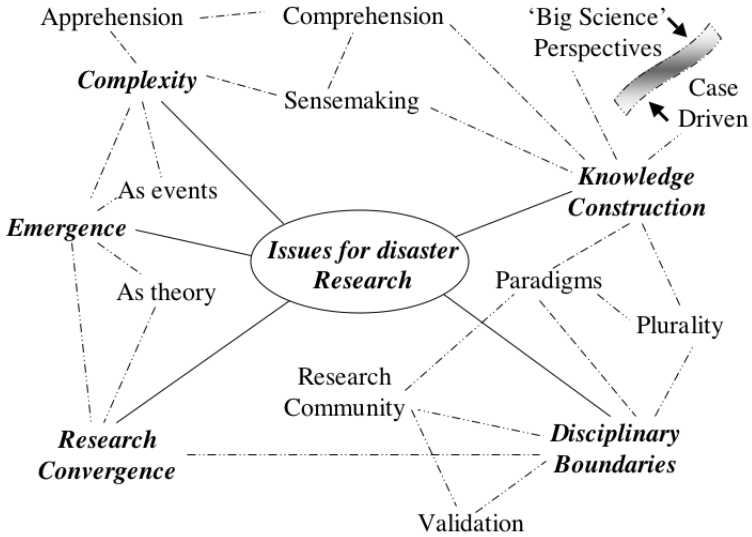 Apprehension
Comprehension
‘Big Science’
Perspectives
Complexity
Sensemaking
Case
Driven
As events
Knowledge
Construction
Emergence
Issues for disaster
Research
As theory
Paradigms
Plurality
Research
Community
Research
Convergence
Disciplinary
Boundaries
Validation